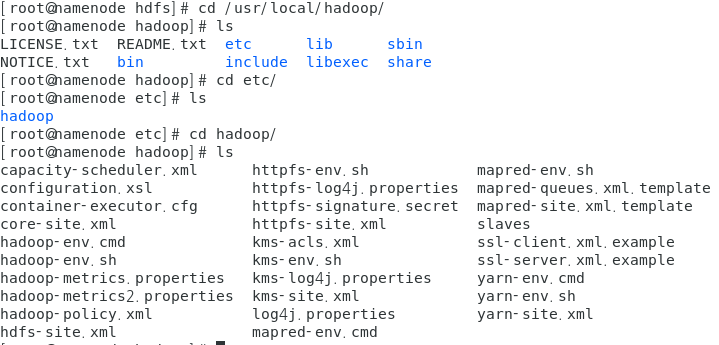 [root@namenode hdfs]# cd /usr/local/hadoop/
[root@namenode hadoop]# ls
LICENSE.txt  README.txt  etc      lib      sbin
NOTICE.txt   bin         include  libexec  share
[root@namenode hadoop]# cd etc/
[root@namenode etc]# ls
hadoop
[root@namenode etc]# cd hadoop/
[root@namenode hadoop]# ls
capacity-scheduler.xml      httpfs-env.sh            mapred-env.sh
configuration.xsl           httpfs-log4j.properties  mapred-queues.xml.template
container-executor.cfg      httpfs-signature.secret  mapred-site.xml.template
core-site.xml               httpfs-site.xml          slaves
hadoop-env.cmd              kms-acls.xml             ssl-client.xml.example
hadoop-env.sh               kms-env.sh               ssl-server.xml.example
hadoop-metrics.properties   kms-log4j.properties     yarn-env.cmd
hadoop-metrics2.properties  kms-site.xml             yarn-env.sh
hadoop-policy.xml           log4j.properties         yarn-site.xml
hdfs-site.xml               mapred-env.cmd
[root@namenode hadoop]#